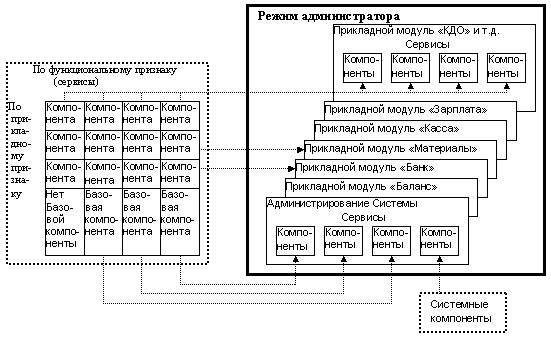 Режим администратора
Прикладной модуль «КДО» и т.д.
Сервисы
Компо-
ненты
Компо-
ненты
Компо-
ненты
Компо-
ненты
Прикладной модуль «Зарплата»
Прикладной модуль «Касса»
Прикладной модуль «Материалы»
Прикладной модуль «Банк»
Прикладной модуль «Баланс»
Администрирование Системы
Сервисы
Компо-
ненты
Компо-
ненты
Компо-
ненты
Компо-
ненты
По функциональному признаку
(сервисы)
По
при-
кла-
дно-
му
при-
зна-
ку
Компо-
нента
Компо-
нента
Компо-
нента
Компо-
нента
Компо-
нента
Компо-
нента
Компо-
нента
Компо-
нента
Компо-
нента
Компо-
нента
Компо-
нента
Компо-
нента
Нет
Базо-
вой
компо-
ненты
Базо-
вая
компо-
нента
Базо-
вая
компо-
нента
Базо-
вая
компо-
нента
Системные
компоненты